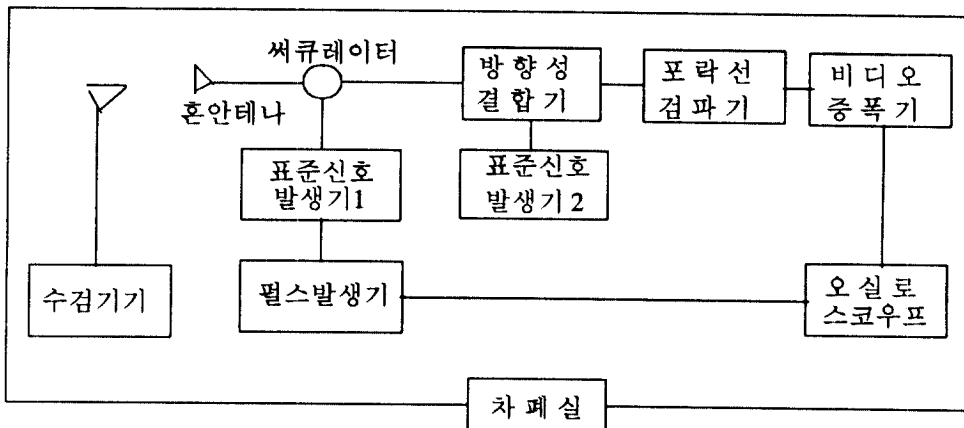 써큐레이터
혼안테나
방향성
결합기
포락선
검파기
비디오
증폭기
표준신호
발생기1
표준신호
발생기2
수검기기
펄스발생기
오실로
스코우프
차폐실